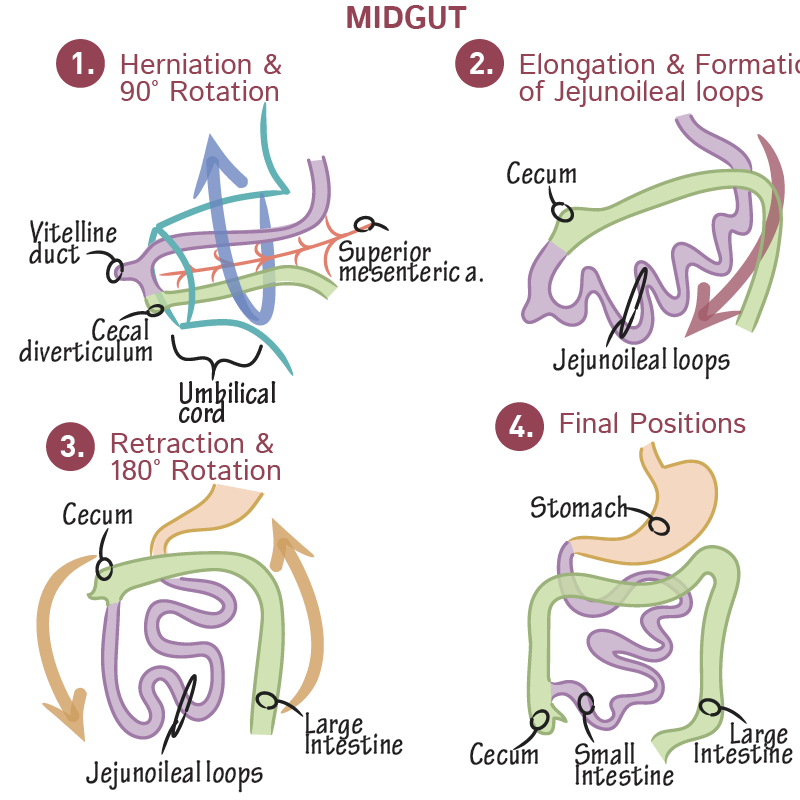 MIDGUT
1.
Herniation &
90° Rotation
Vitelline
duct
Superior
mesenteric a.
Cecal
diverticulum
Umbilical
cord
2.
Elongation & Formatio
of Jejunoileal loops
Cecum
Jejunoileal loops
3.
Retraction &
180° Rotation
Cecum
Large
Intestine
Jejunoileal loops
4.
Final Positions
Stomach
Cecum
Small
Intestine
Large
Intestine